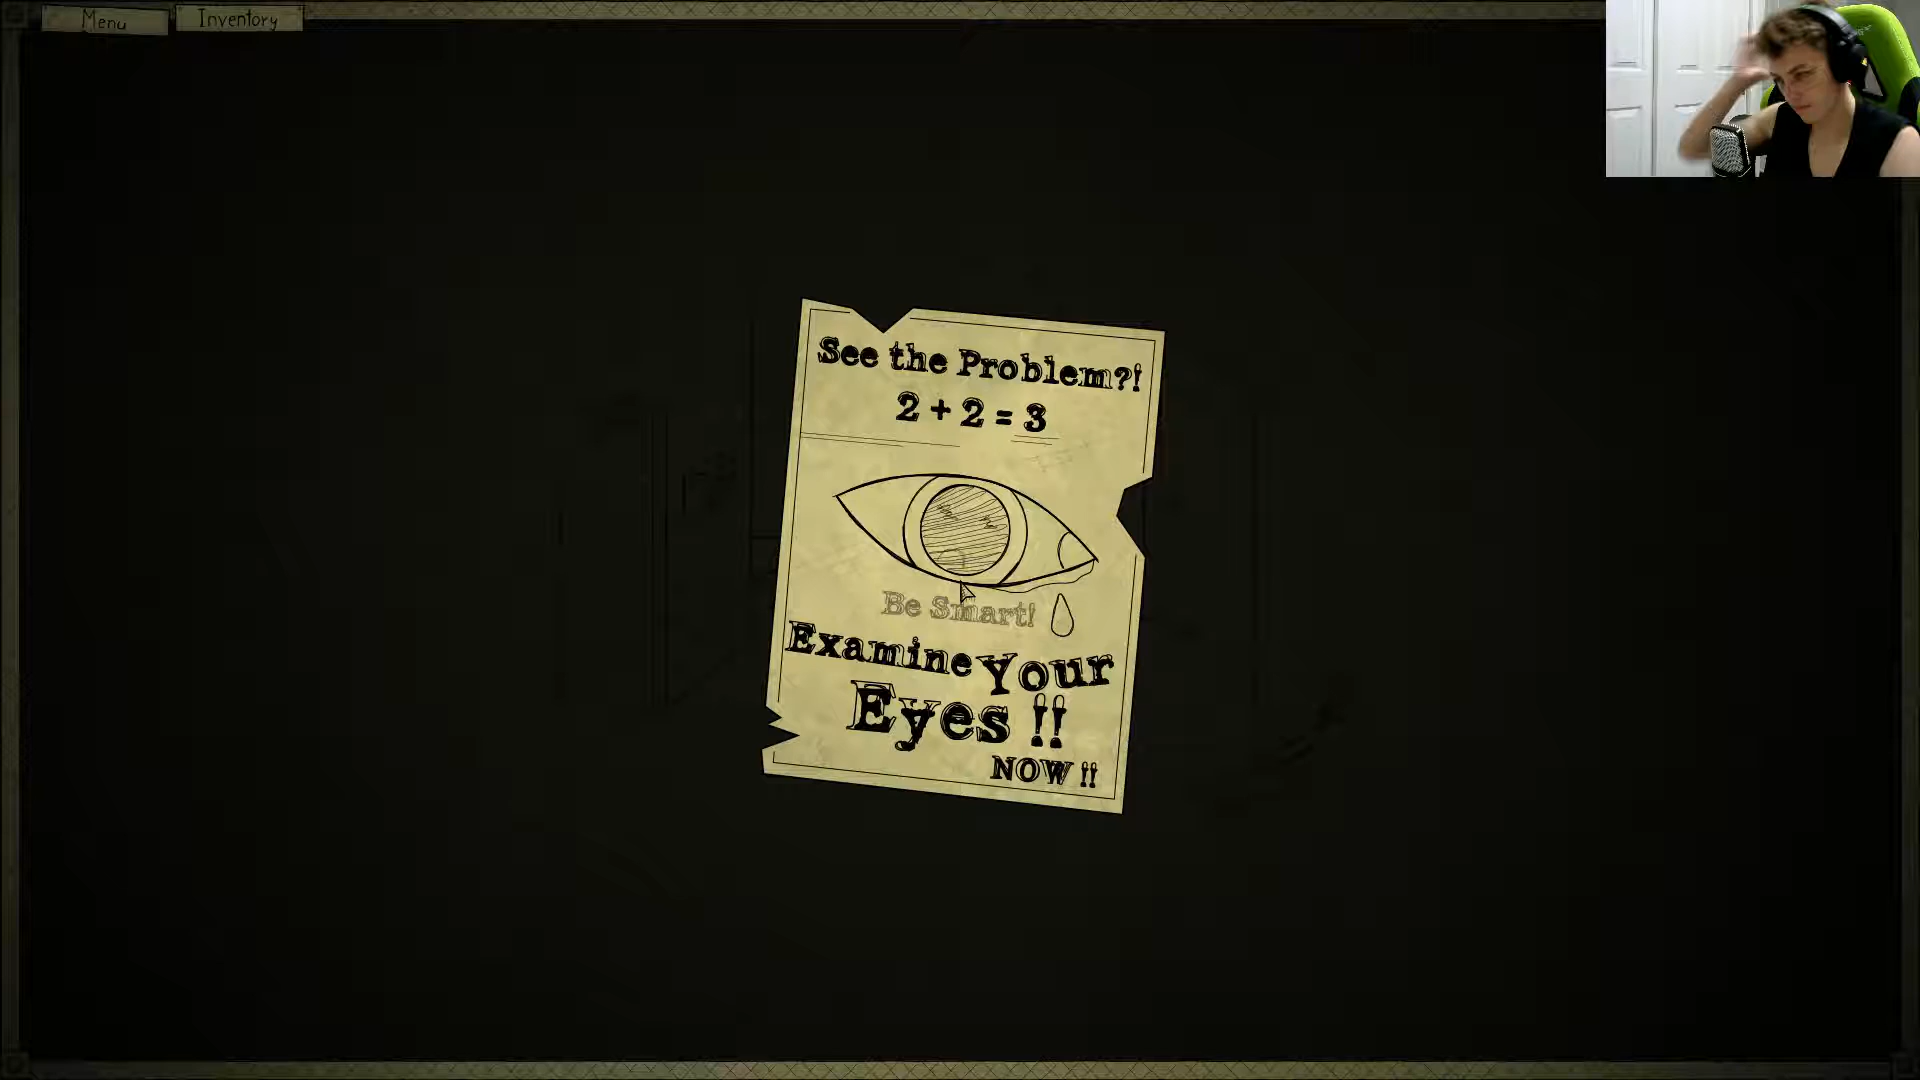 Menu
Inventory
See the Problem?!
2 + 2 = 3
Be Smart!
Examine Your
Eyes !!
NOW !!